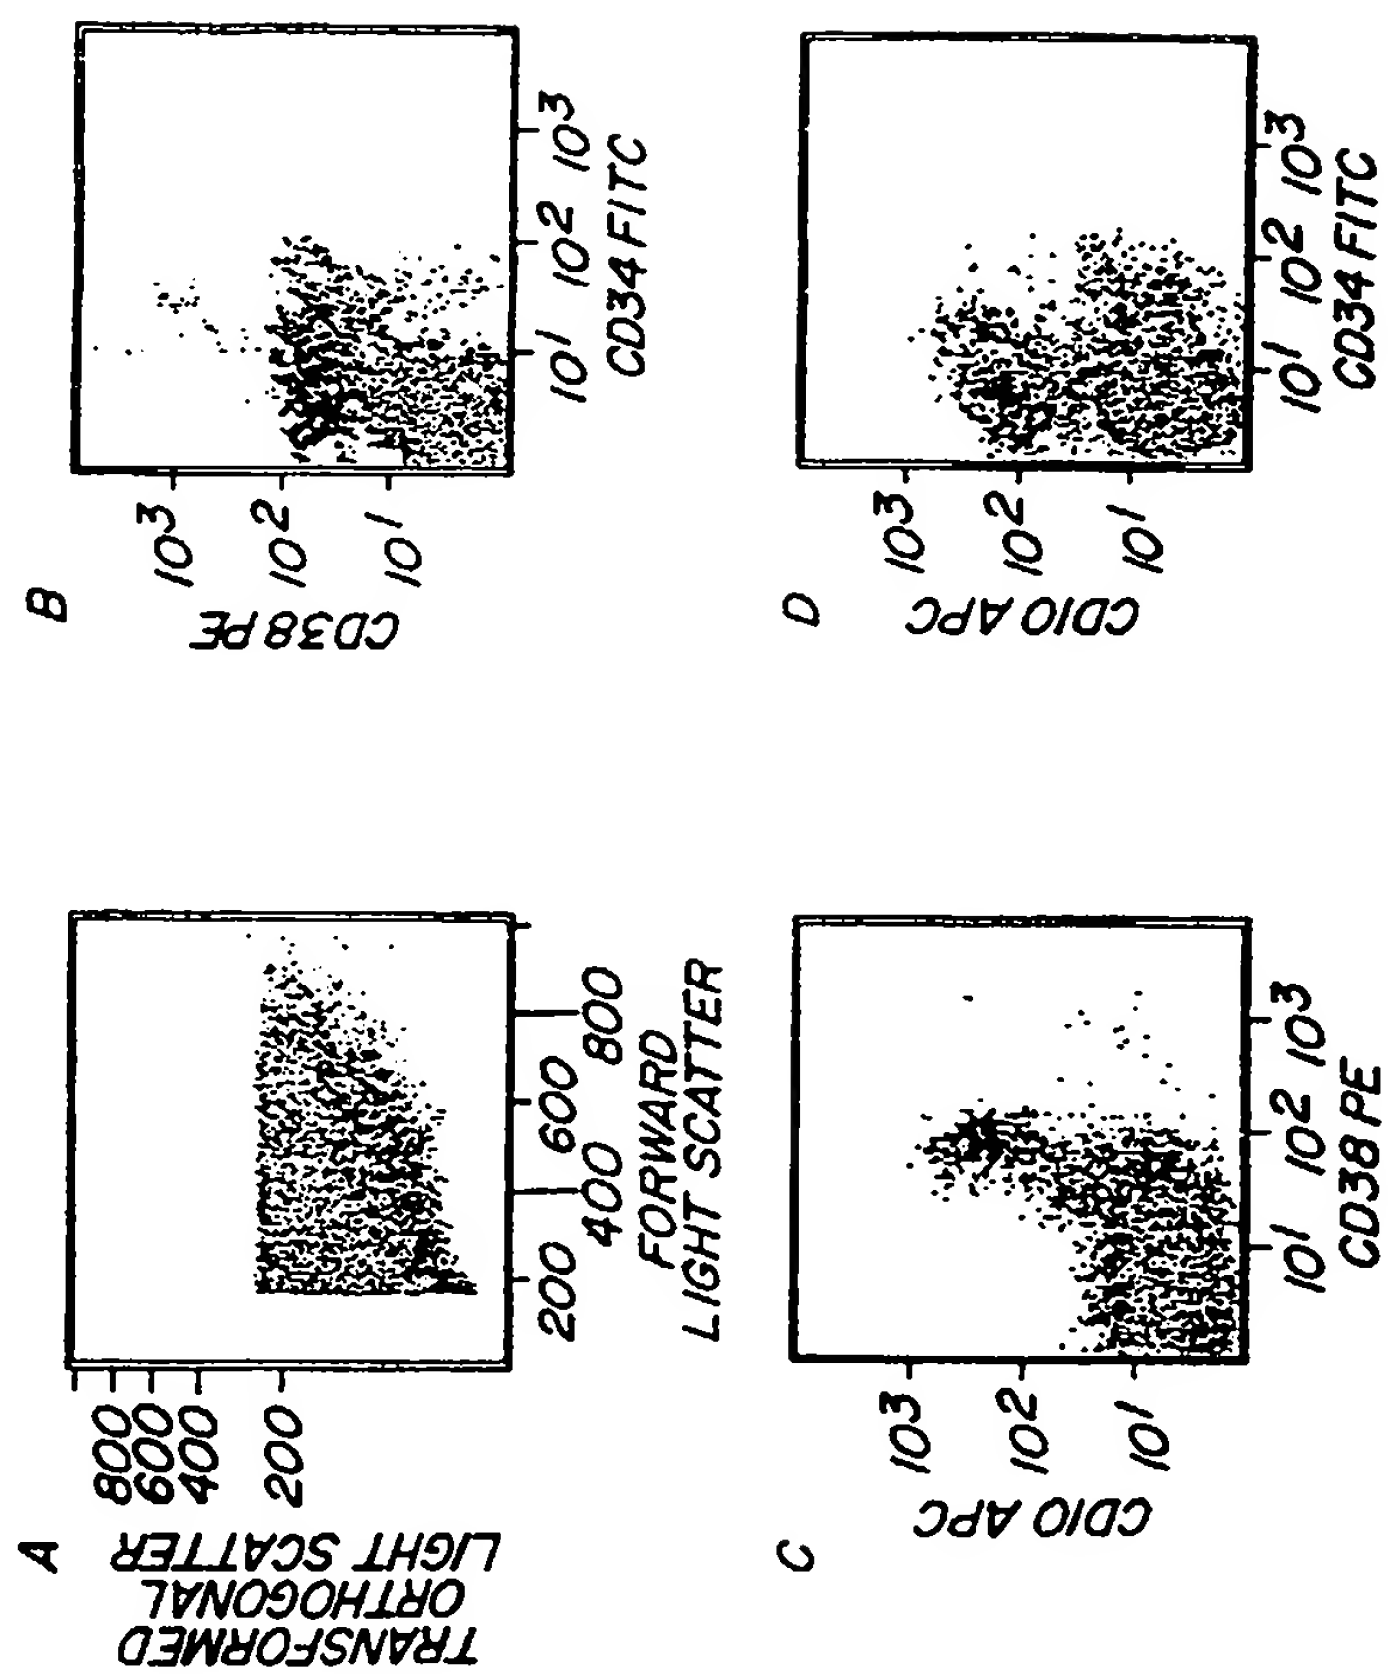 A
TRANSFORMED
ORTHOGONAL
LIGHT SCATTER
800
600
400
200
200
400
600
800
FORWARD
LIGHT SCATTER
B
CD38 PE
10³
10²
10¹
10¹ 10² 10³
CD34 FITC
C
CD10 APC
10³
10²
10¹
10¹ 10² 10³
CD38 PE
D
CD10 APC
10³
10²
10¹
10¹ 10² 10³
CD34 FITC